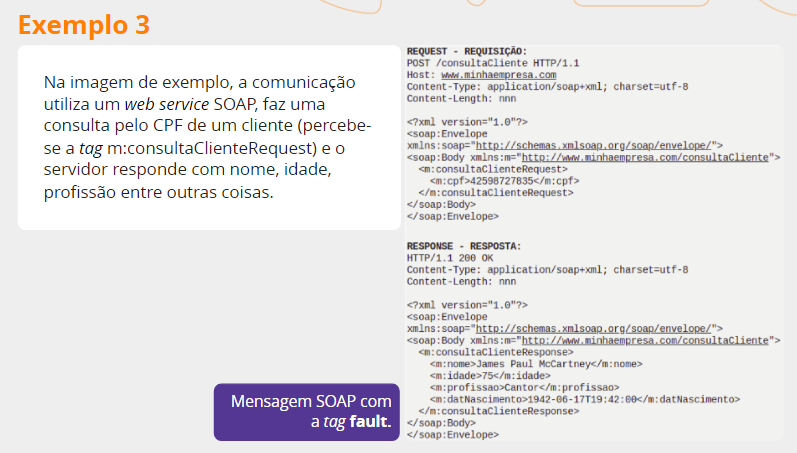 Exemplo 3
Na imagem de exemplo, a comunicação
utiliza um web service SOAP, faz uma
consulta pelo CPF de um cliente (percebe-
se a tag m:consultaClienteRequest) e o
servidor responde com nome, idade,
profissão entre outras coisas.
REQUEST - REQUISIÇÃO:
POST /consultaCliente HTTP/1.1
Host: www.minhaempresa.com
Content-Type: application/soap+xml; charset=utf-8
Content-Length: nnn
<?xml version="1.0"?>
<soap:Envelope
xmlns:soap="http://schemas.xmlsoap.org/soap/envelope/">
<soap:Body xmlns:m="http://www.minhaempresa.com/consultaCliente">
<m:consultaClienteRequest>
<m:cpf>42598727835</m:cpf>
</m:consultaClienteRequest>
</soap:Body>
</soap:Envelope>
RESPONSE - RESPOSTA:
HTTP/1.1 200 OK
Content-Type: application/soap+xml; charset=utf-8
Content-Length: nnn
<?xml version="1.0"?>
<soap:Envelope
xmlns:soap="http://schemas.xmlsoap.org/soap/envelope/">
<soap:Body xmlns:m="http://www.minhaempresa.com/consultaCliente">
<m:consultaClienteResponse>
<m:nome>James Paul McCartney</m:nome>
<m:idade>75</m:idade>
<m:profissao>Cantor</m:profissao>
<m:datNascimento>1942-06-17T19:42:00</m:datNascimento>
</m:consultaClienteResponse>
</soap:Body>
</soap:Envelope>
Mensagem SOAP com
a tag fault.